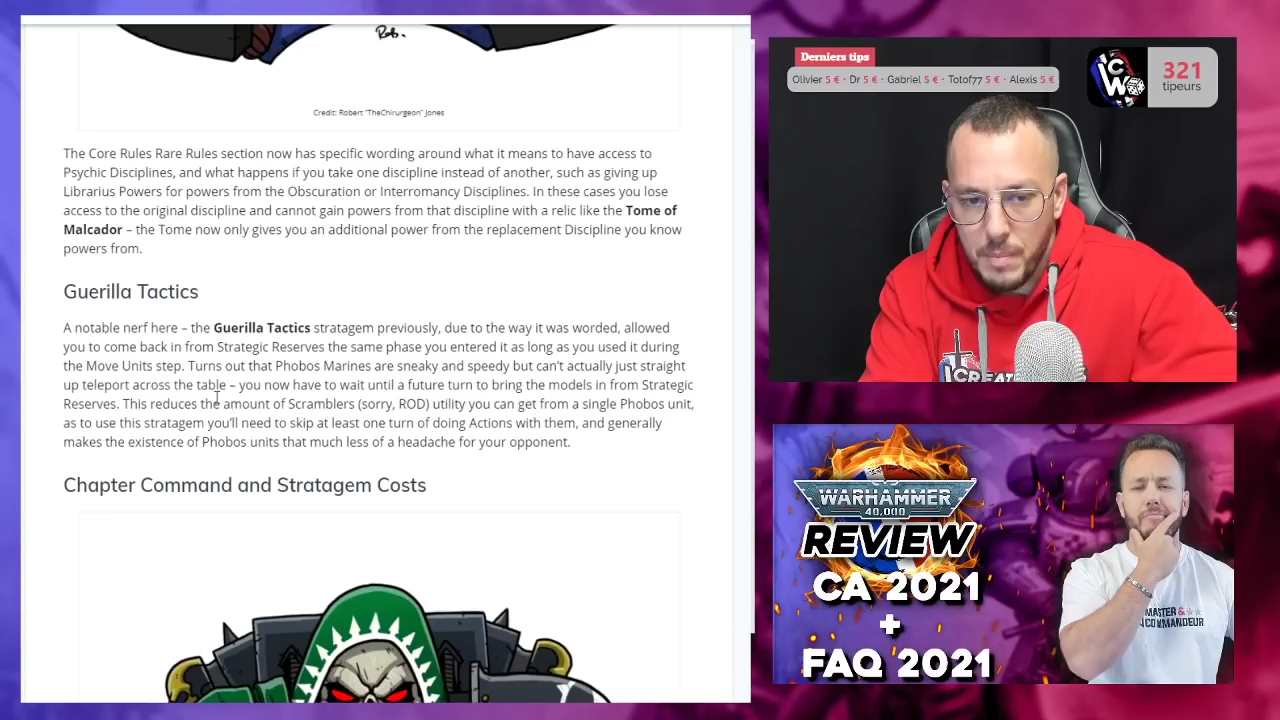 Rob.
Credit: Robert "TheChirurgeon" Jones
The Core Rules Rare Rules section now has specific wording around what it means to have access to
Psychic Disciplines, and what happens if you take one discipline instead of another, such as giving up
Librarius Powers for powers from the Obscuration or Interromancy Disciplines. In these cases you lose
access to the original discipline and cannot gain powers from that discipline with a relic like the Tome of
Malcador – the Tome now only gives you an additional power from the replacement Discipline you know
powers from.
Guerilla Tactics
A notable nerf here – the Guerilla Tactics stratagem previously, due to the way it was worded, allowed
you to come back in from Strategic Reserves the same phase you entered it as long as you used it during
the Move Units step. Turns out that Phobos Marines are sneaky and speedy but can't actually just straight
up teleport across the table – you now have to wait until a future turn to bring the models in from Strategic
Reserves. This reduces the amount of Scramblers (sorry, ROD) utility you can get from a single Phobos unit,
as to use this stratagem you'll need to skip at least one turn of doing Actions with them, and generally
makes the existence of Phobos units that much less of a headache for your opponent.
Chapter Command and Stratagem Costs
Derniers tips
Olivier 5 € · Dr 5 € · Gabriel 5 € · Totof77 5 € · Alexis 5 €
CW
321
tipeurs
WARHAMMER
40,000
REVIEW
CA 2021
+
FAQ 2021
MASTER &